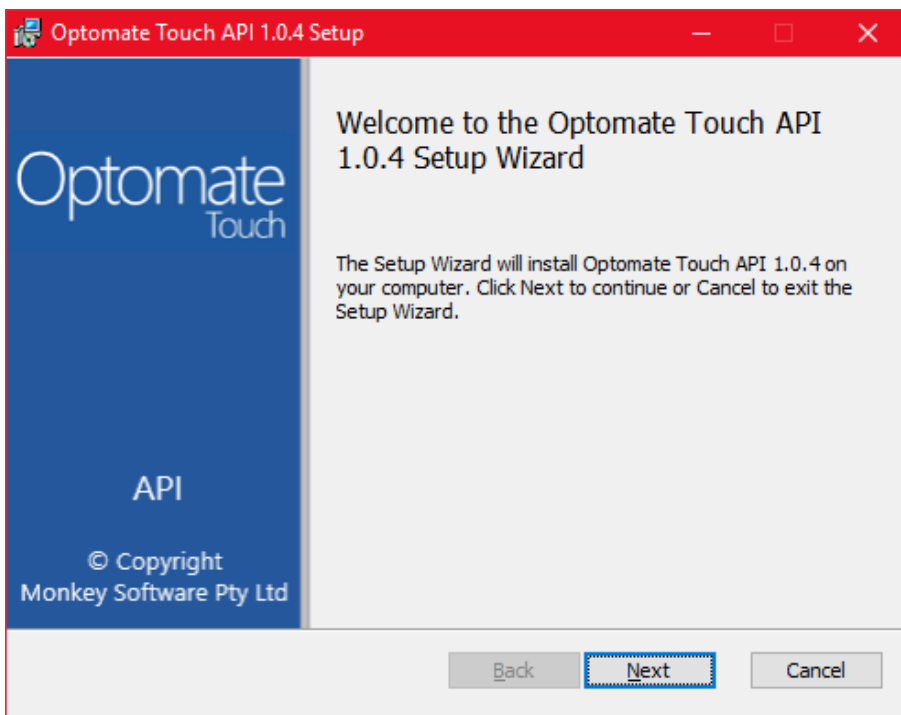 Optomate Touch API 1.0.4 Setup
Optomate
Touch
API
© Copyright
Monkey Software Pty Ltd
Welcome to the Optomate Touch API
1.0.4 Setup Wizard
The Setup Wizard will install Optomate Touch API 1.0.4 on
your computer. Click Next to continue or Cancel to exit the
Setup Wizard.
Back
Next
Cancel